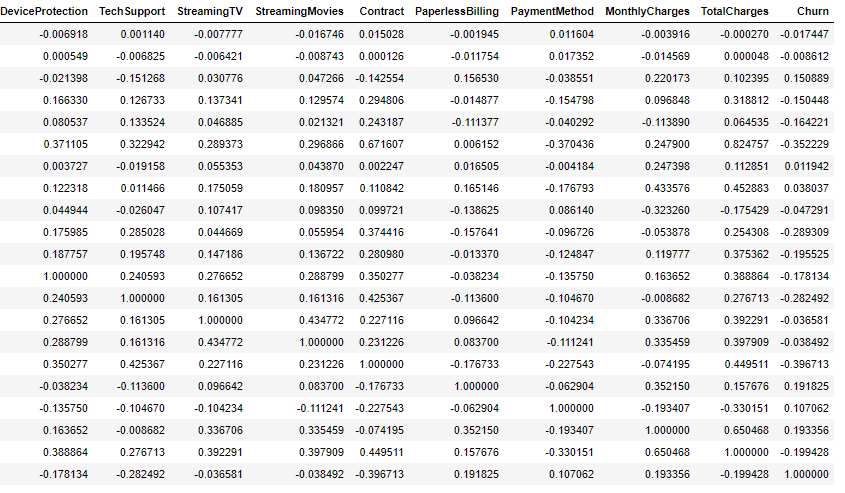 DeviceProtection TechSupport StreamingTV StreamingMovies Contract PaperlessBilling PaymentMethod MonthlyCharges TotalCharges Churn
-0.006918 0.001140 -0.007777 -0.016746 0.015028 -0.001945 0.011604 -0.003916 -0.000270 -0.017447
0.000549 -0.006825 -0.006421 -0.008743 0.000126 -0.011754 0.017352 -0.014569 0.000048 -0.008612
-0.021398 -0.151268 0.030776 0.047266 -0.142554 0.156530 -0.038551 0.220173 0.102395 0.150889
0.166330 0.126733 0.137341 0.129574 0.294806 -0.014877 -0.154798 0.096848 0.318812 -0.150448
0.080537 0.133524 0.046885 0.021321 0.243187 -0.111377 -0.040292 -0.113890 0.064535 -0.164221
0.371105 0.322942 0.289373 0.296866 0.671607 0.006152 -0.370436 0.247900 0.824757 -0.352229
0.003727 -0.019158 0.055353 0.043870 0.002247 0.016505 -0.004184 0.247398 0.112851 0.011942
0.122318 0.011466 0.175059 0.180957 0.110842 0.165146 -0.176793 0.433576 0.452883 0.038037
0.044944 -0.026047 0.107417 0.098350 0.099721 -0.138625 0.086140 -0.323260 -0.175429 -0.047291
0.175985 0.285028 0.044669 0.055954 0.374416 -0.157641 -0.096726 -0.053878 0.254308 -0.289309
0.187757 0.195748 0.147186 0.136722 0.280980 -0.013370 -0.124847 0.119777 0.375362 -0.195525
1.000000 0.240593 0.276652 0.288799 0.350277 -0.038234 -0.135750 0.163652 0.388864 -0.178134
0.240593 1.000000 0.161305 0.161316 0.425367 -0.113600 -0.104670 -0.008682 0.276713 -0.282492
0.276652 0.161305 1.000000 0.434772 0.227116 0.096642 -0.104234 0.336706 0.392291 -0.036581
0.288799 0.161316 0.434772 1.000000 0.231226 0.083700 -0.111241 0.335459 0.397909 -0.038492
0.350277 0.425367 0.227116 0.231226 1.000000 -0.176733 -0.227543 -0.074195 0.449511 -0.396713
-0.038234 -0.113600 0.096642 0.083700 -0.176733 1.000000 -0.062904 0.352150 0.157676 0.191825
-0.135750 -0.104670 -0.104234 -0.111241 -0.227543 -0.062904 1.000000 -0.193407 -0.330151 0.107062
0.163652 -0.008682 0.336706 0.335459 -0.074195 0.352150 -0.193407 1.000000 0.650468 0.193356
0.388864 0.276713 0.392291 0.397909 0.449511 0.157676 -0.330151 0.650468 1.000000 -0.199428
-0.178134 -0.282492 -0.036581 -0.038492 -0.396713 0.191825 0.107062 0.193356 -0.199428 1.000000